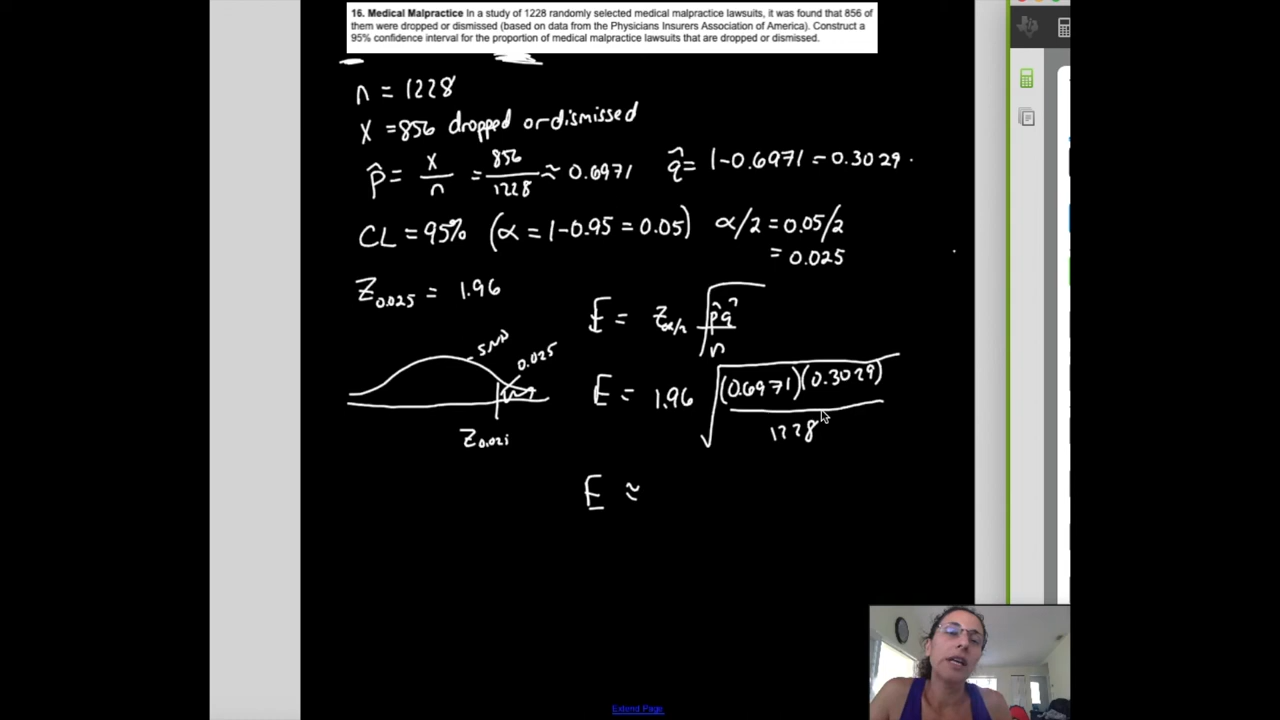 16. Medical Malpractice In a study of 1228 randomly selected medical malpractice lawsuits, it was found that 856 of
them were dropped or dismissed (based on data from the Physicians Insurers Association of America). Construct a
95% confidence interval for the proportion of medical malpractice lawsuits that are dropped or dismissed.
n = 1228
X = 856 dropped or dismissed
p̂ = x/n = 856/1228 ≈ 0.6971 q̂ = 1-0.6971 = 0.3029
CL = 95% (α = 1-0.95 = 0.05) α/2 = 0.05/2
= 0.025
Z0.025 = 1.96
E = Zα/2 √(p̂q̂/n)
SND
0.025
E = 1.96 √((0.6971)(0.3029)/1228)
Z0.025
E ≈
Extend Page